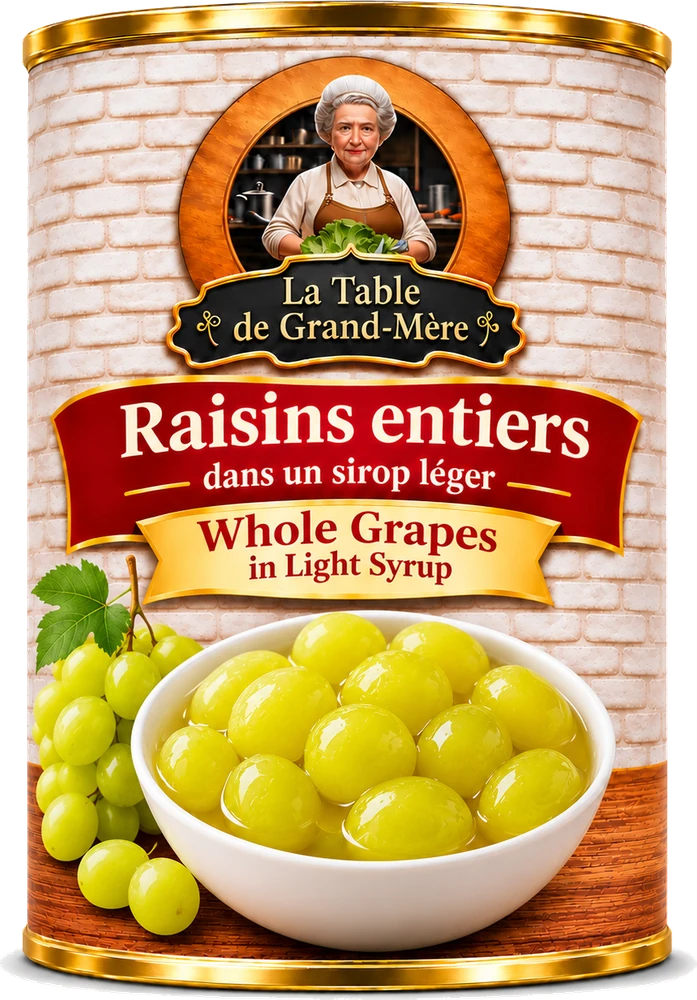 La Table
de Grand-Mère
Raisins entiers
dans un sirop léger
Whole Grapes
in Light Syrup